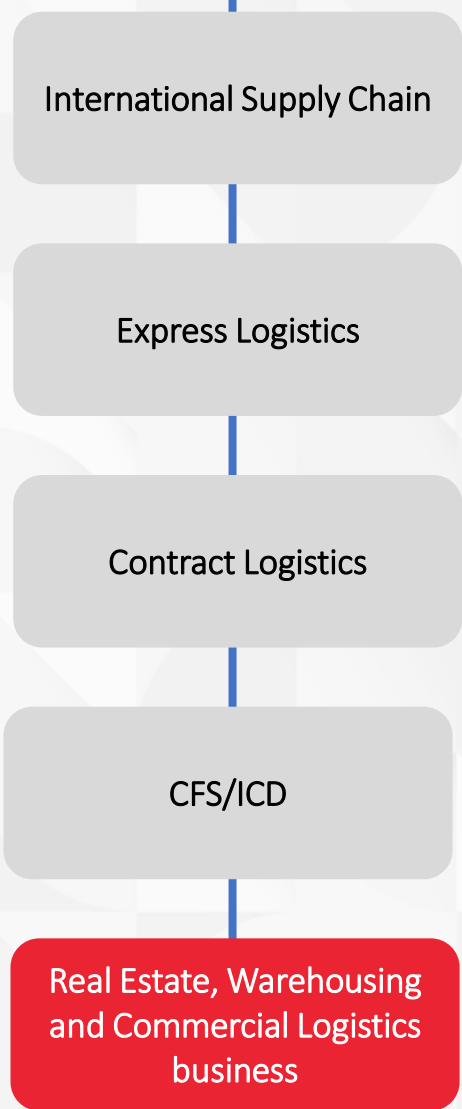 International Supply Chain
Express Logistics
Contract Logistics
CFS/ICD
Real Estate, Warehousing
and Commercial Logistics
business